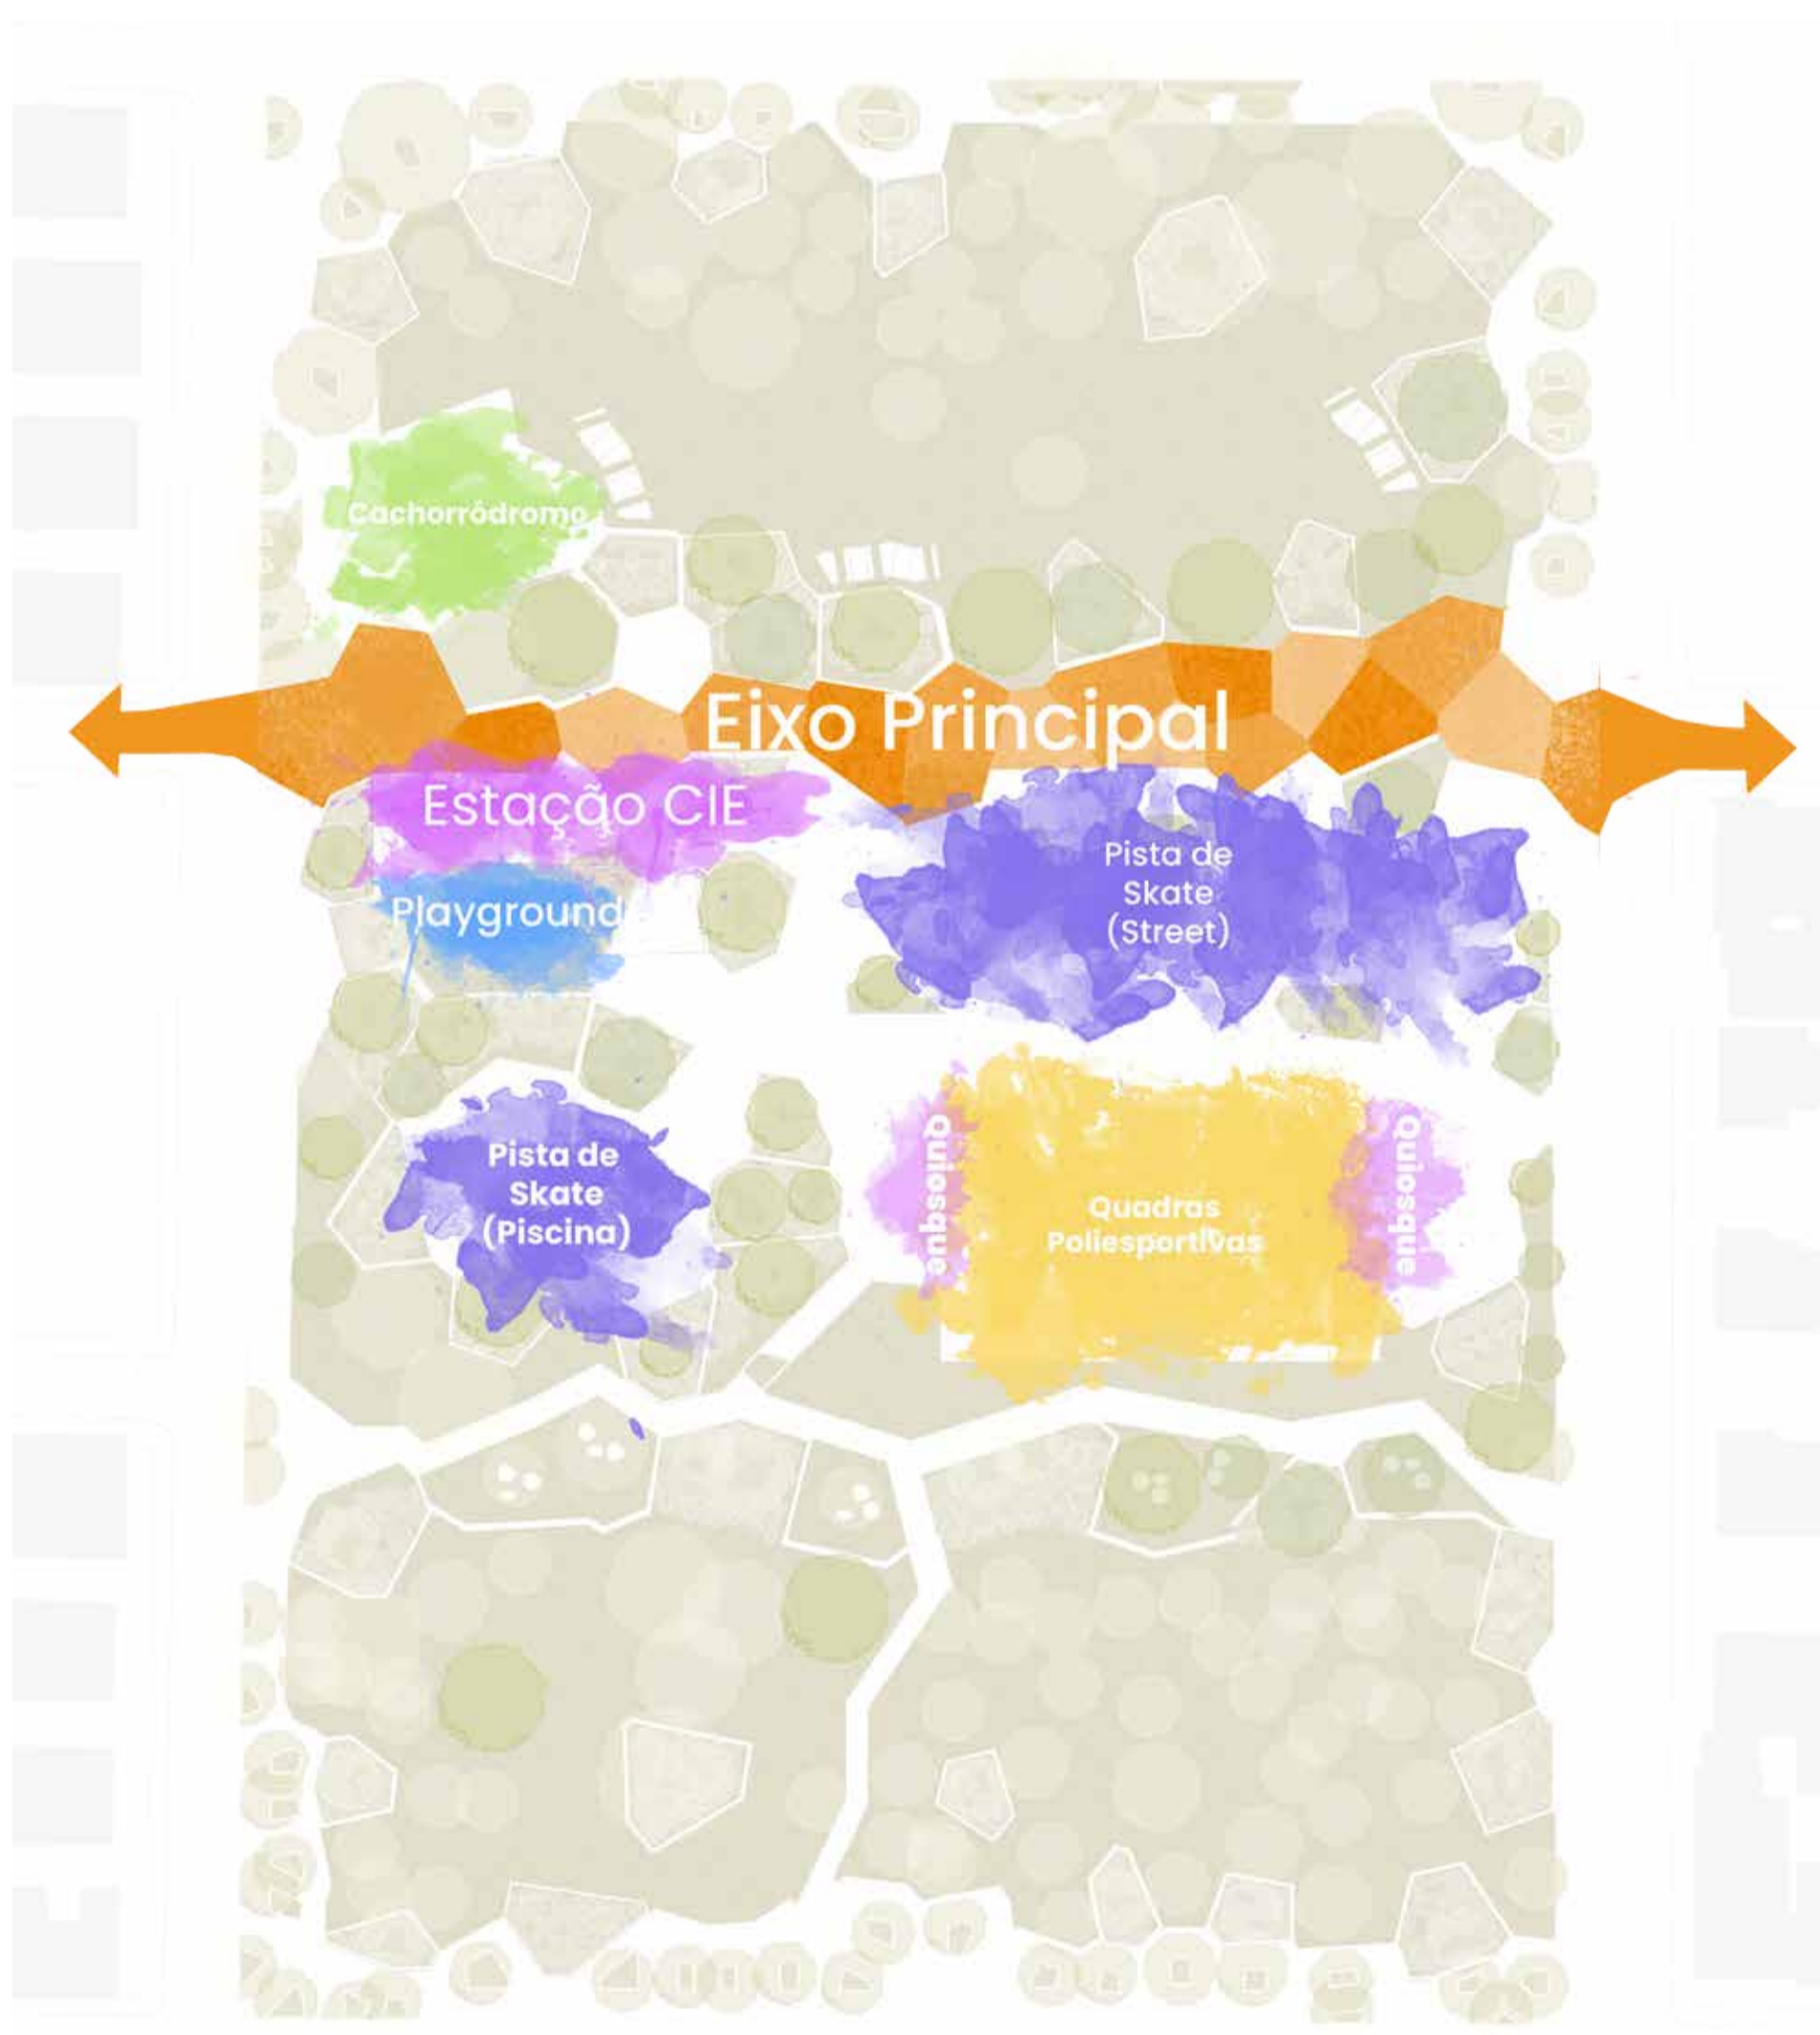 Cachorródromo
Eixo Principal
Estação CIE
Playground
Pista de
Skate
(Street)
Pista de
Skate
(Piscina)
Quiosque
Quadras
Poliesportivas
Quiosque